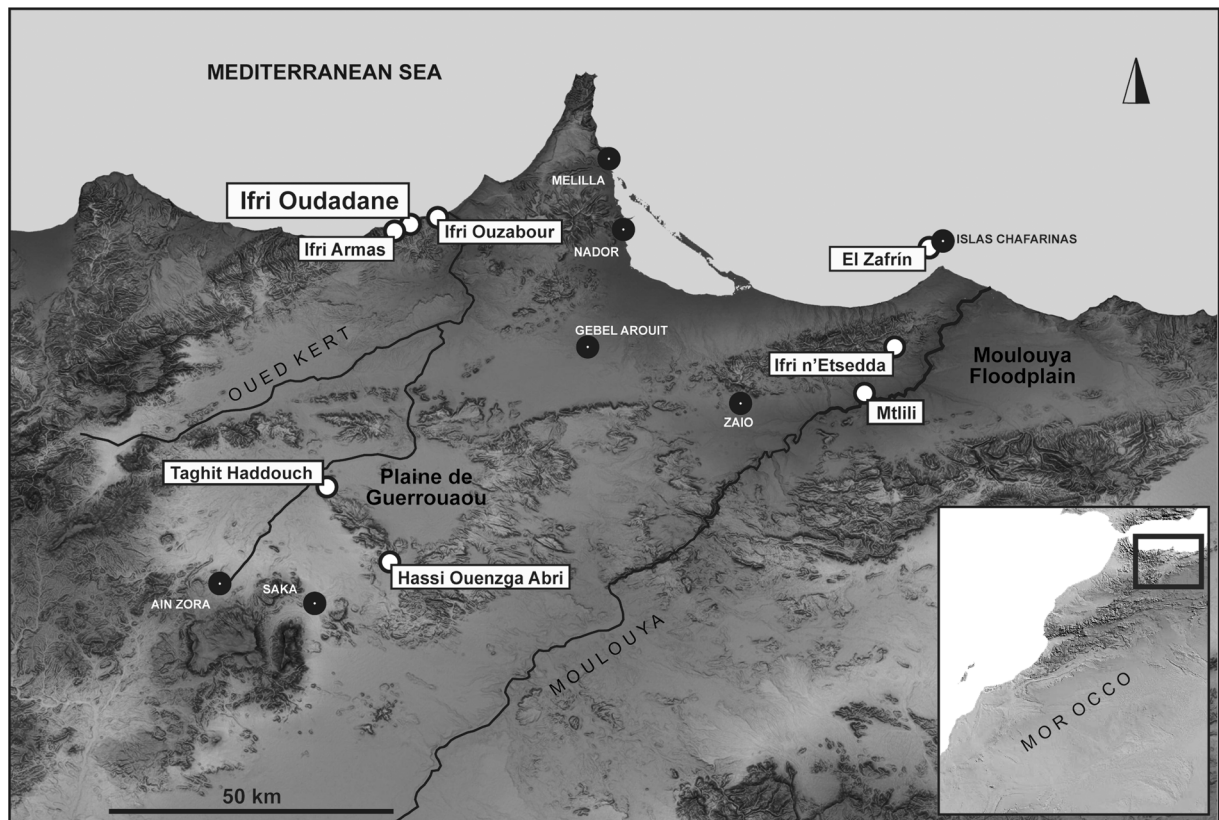 MEDITERRANEAN SEA
MELILLA
Ifri Oudadane
Ifri Ouzabour
Ifri Armas
NADOR
ISLAS CHAFARINAS
El Zafrín
OUED KERT
GEBEL AROUIT
Ifri n'Etsedda
Moulouya
Floodplain
Mtlili
ZAIO
Taghit Haddouch
Plaine de
Guerrouaou
Hassi Ouenzga Abri
AIN ZORA
SAKA
MOULOUYA
MOROCCO
50 km